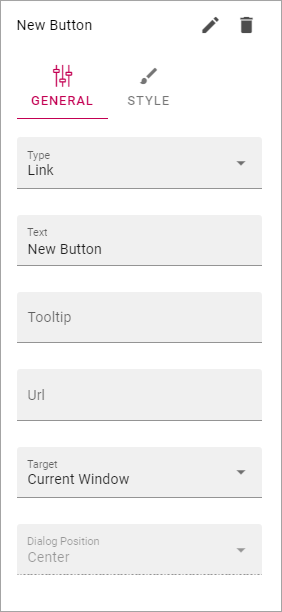 New Button
GENERAL
STYLE
Type
Link
Text
New Button
Tooltip
Url
Target
Current Window
Dialog Position
Center